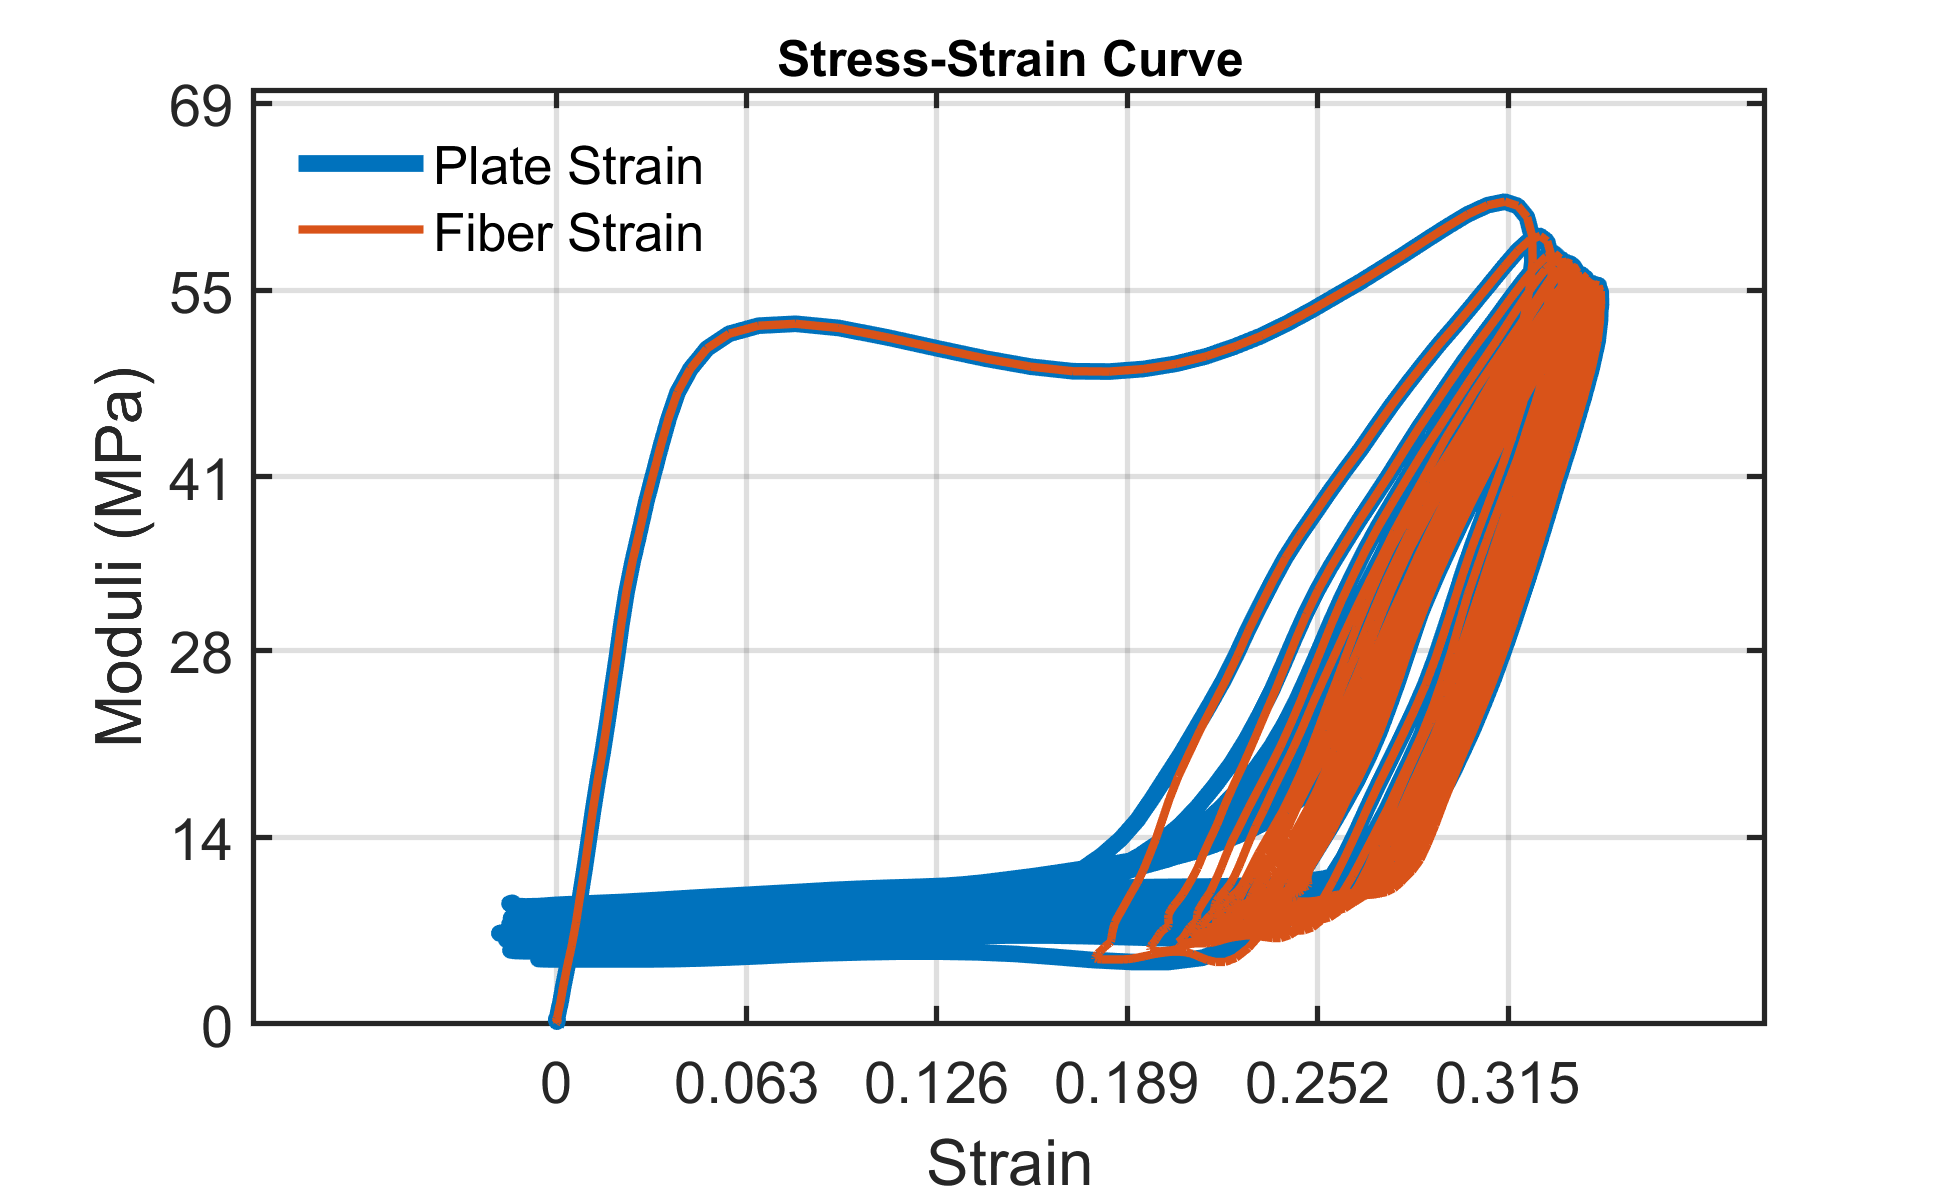 Stress-Strain Curve
69
Plate Strain
Fiber Strain
55
41
28
14
0
Moduli (MPa)
0 0.063 0.126 0.189 0.252 0.315
Strain